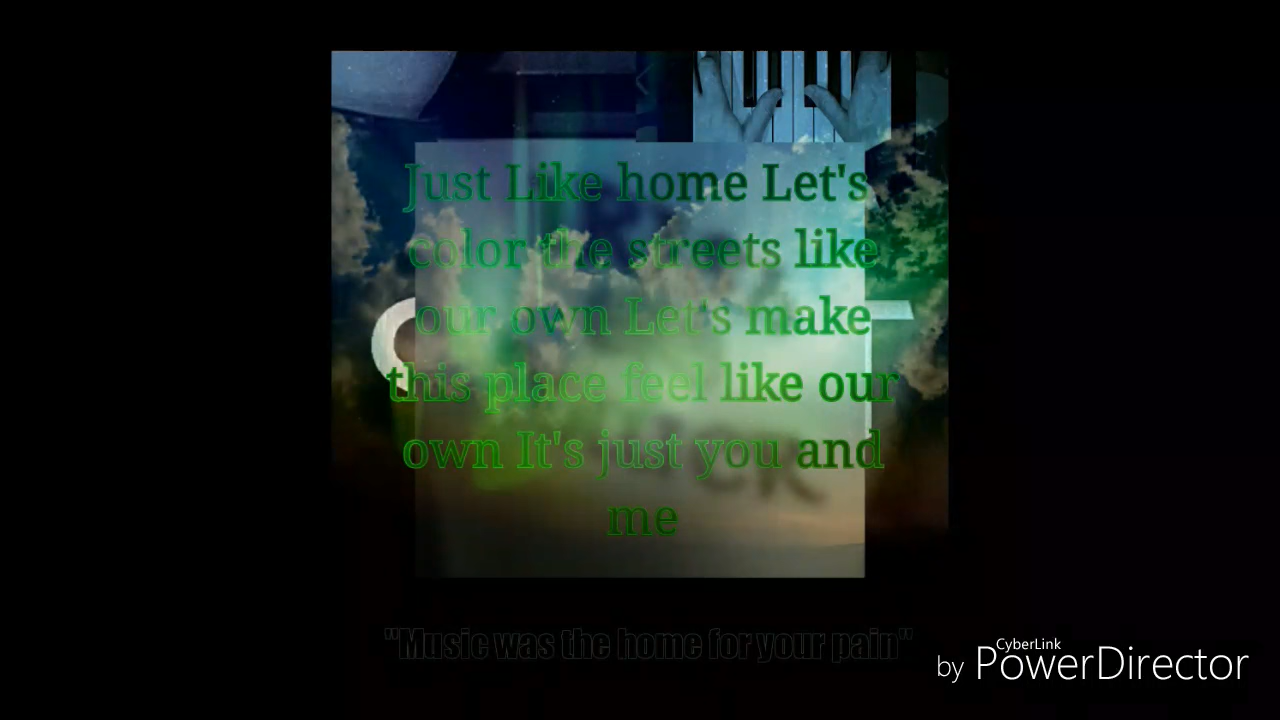 Just Like home Let's
color the streets like
our own Let's make
this place feel like our
own It's just you and
me
"Music was the home for your pain"
CyberLink
by PowerDirector